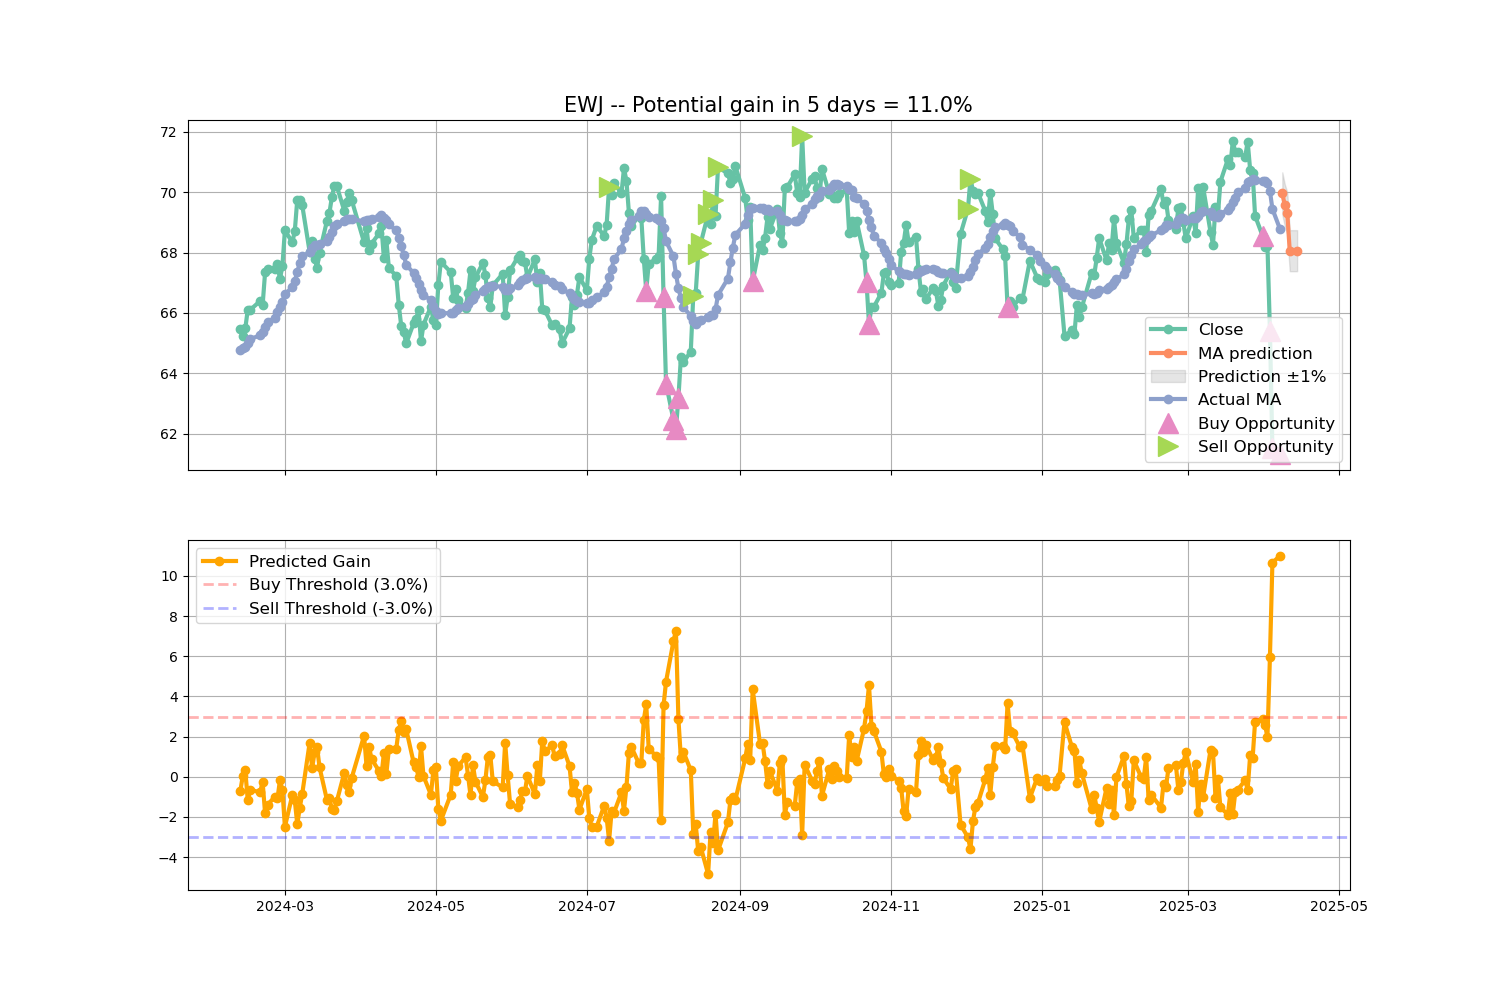 EWJ -- Potential gain in 5 days = 11.0%
72
70
68
66
64
62
Close
MA prediction
Prediction ±1%
Actual MA
Buy Opportunity
Sell Opportunity
Predicted Gain
Buy Threshold (3.0%)
Sell Threshold (-3.0%)
10
8
6
4
2
0
−2
−4
2024-03
2024-05
2024-07
2024-09
2024-11
2025-01
2025-03
2025-05